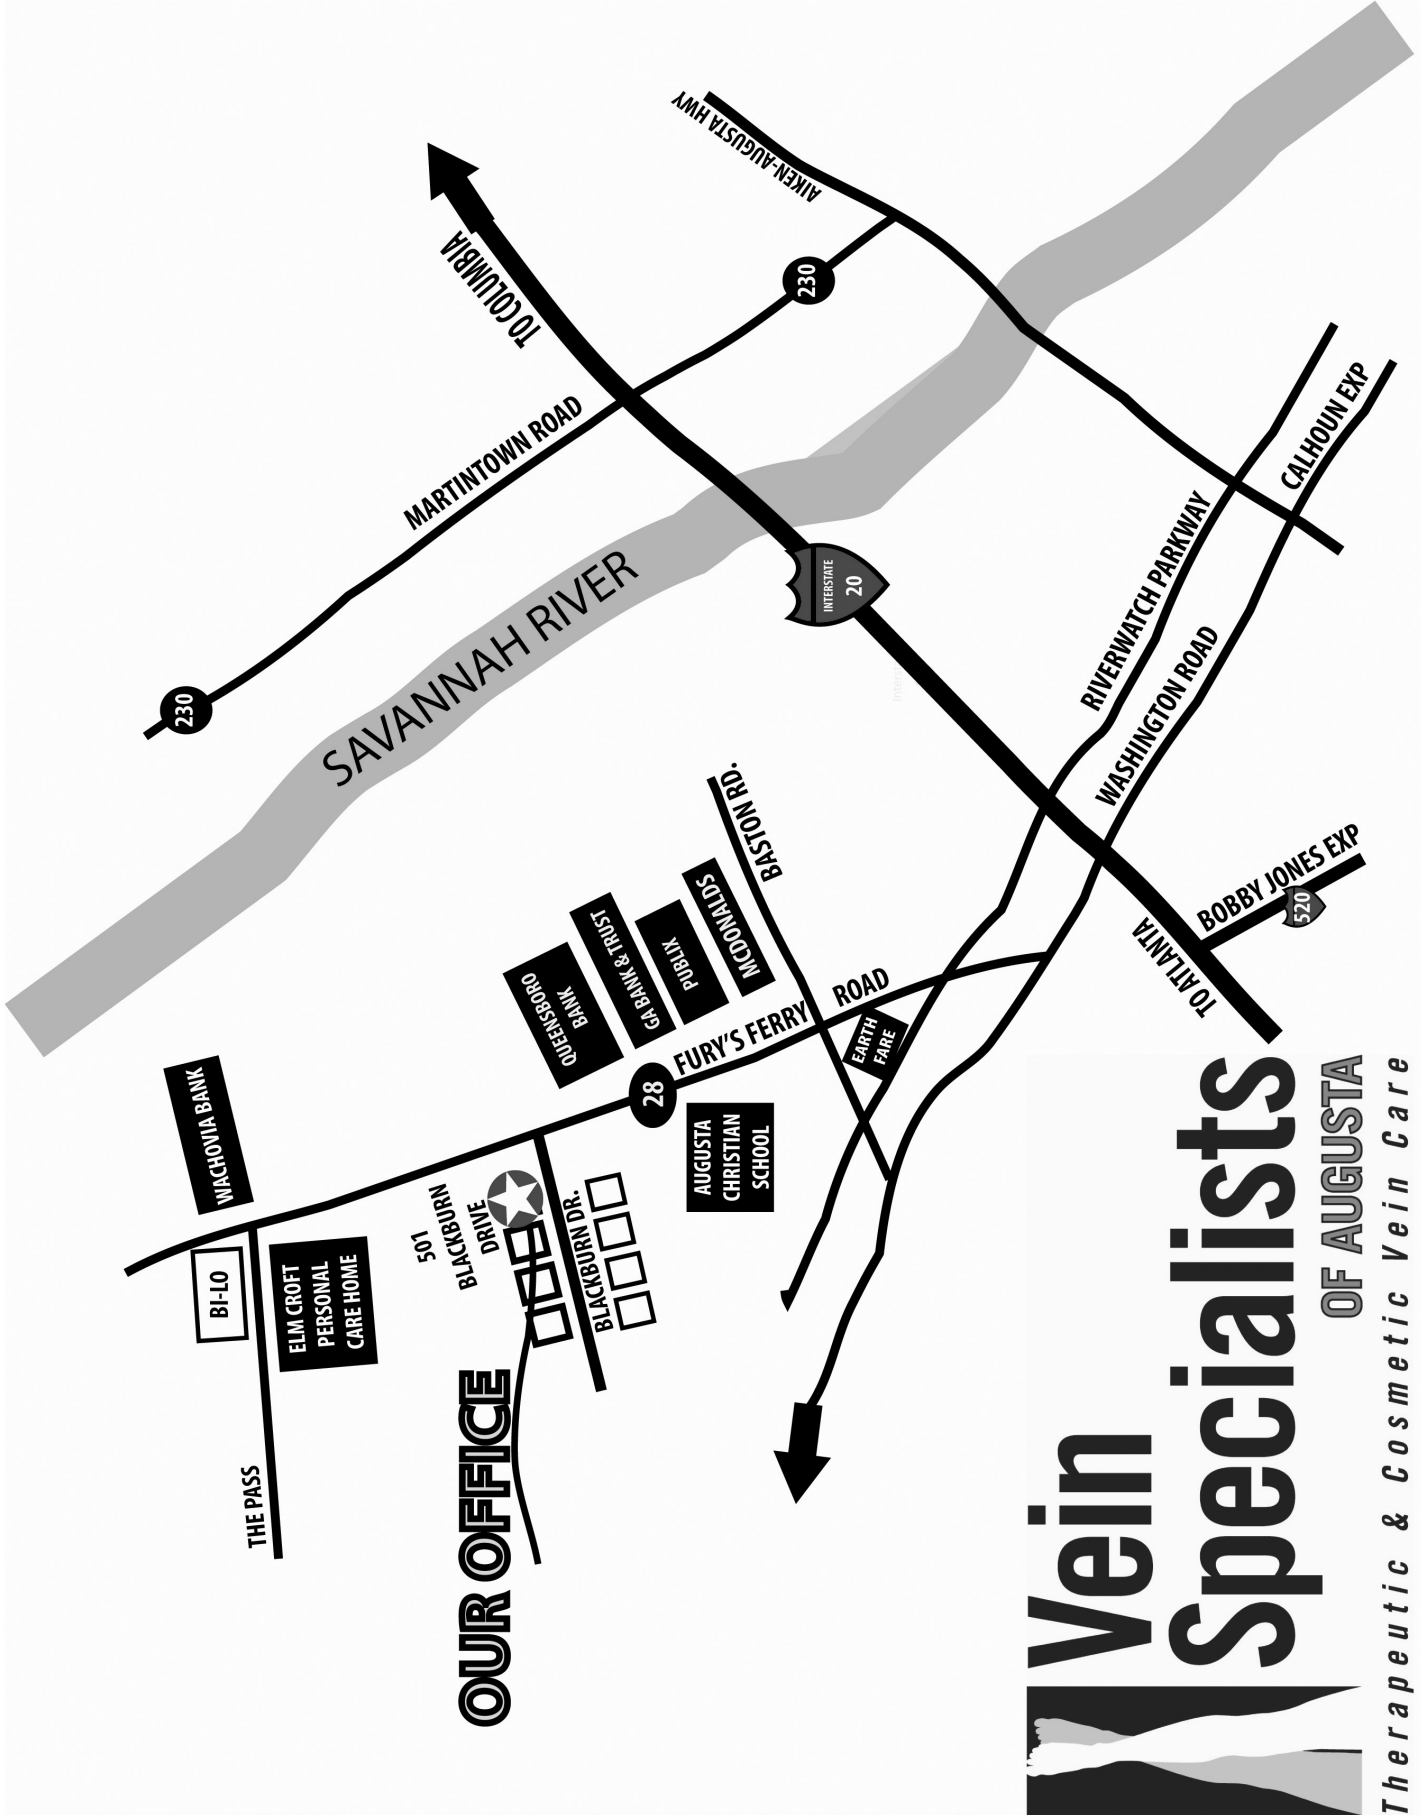 THE PASS
BI-LO
ELM CROFT
PERSONAL
CARE HOME
WACHOVIA BANK
OUR OFFICE
501
BLACKBURN
DRIVE
BLACKBURN DR.
28
FURY'S FERRY
ROAD
AUGUSTA
CHRISTIAN
SCHOOL
QUEENSBORO
BANK
GA BANK & TRUST
PUBLIX
MCDONALDS
BASTON RD.
EARTH
FARE
230
SAVANNAH RIVER
MARTINTOWN ROAD
TO COLUMBIA
230
AIKEN-AUGUSTA HWY
INTERSTATE
20
RIVERWATCH PARKWAY
WASHINGTON ROAD
CALHOUN EXP
TO ATLANTA
BOBBY JONES EXP
520
Vein
Specialists
OF AUGUSTA
Therapeutic & Cosmetic Vein Care